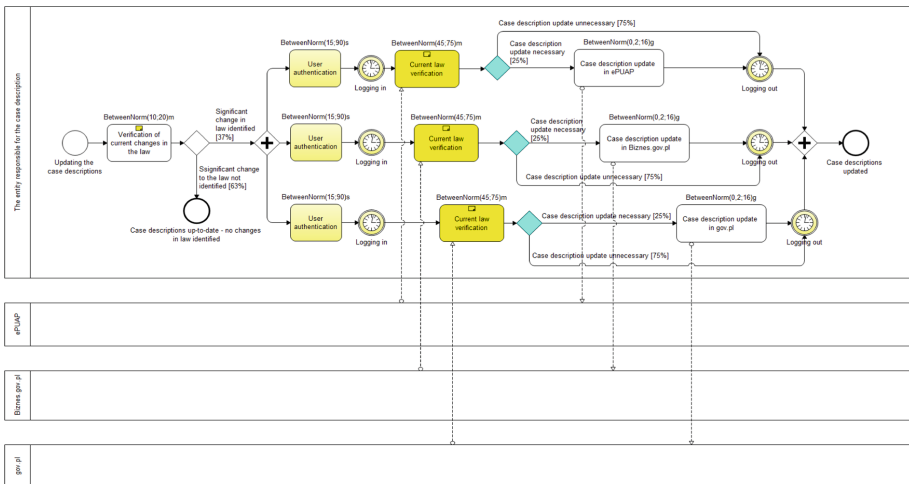 The entity responsible for the case description
Updating the
case descriptions
BetweenNorm(10;20)m
Verification of
current changes in
the law
Significant
change in
law identified
[37%]
Ssignificant change
to the law not
identified [63%]
Case descriptions up-to-date - no changes
in law identified
BetweenNorm(15;90)s
User
authentication
Logging in
BetweenNorm(45;75)m
Current law
verification
Case description update unnecessary [75%]
Case description
update necessary
[25%]
BetweenNorm(0,2;16)g
Case description update
in ePUAP
Logging out
BetweenNorm(15;90)s
User
authentication
Logging in
BetweenNorm(45;75)m
Current law
verification
Case description
update necessary
[25%]
BetweenNorm(0,2;16)g
Case description update
in Biznes.gov.pl
Case description update unnecessary [75%]
Logging out
Case descriptions
updated
BetweenNorm(15;90)s
User
authentication
Logging in
BetweenNorm(45;75)m
Current law
verification
Case description update necessary [25%]
BetweenNorm(0,2;16)g
Case description update
in gov.pl
Case description update unnecessary [75%]
Logging out
ePUAP
Biznes.gov.pl
gov.pl